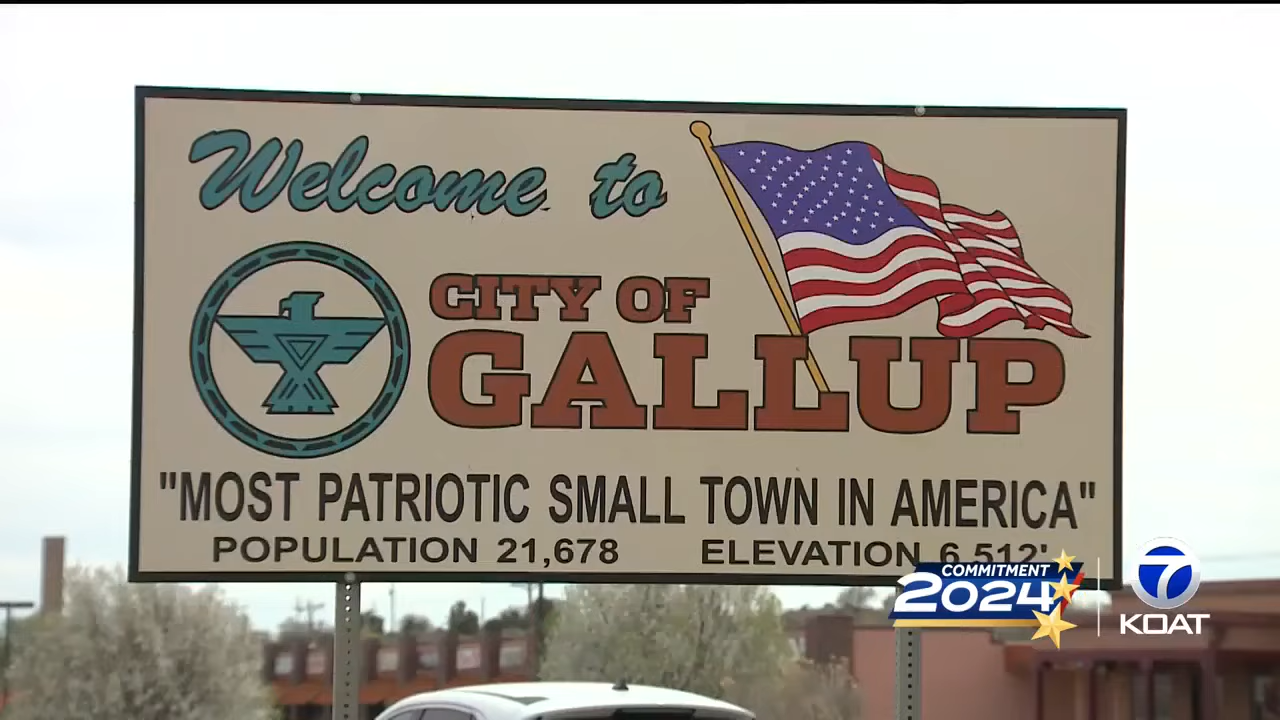 Welcome to
CITY OF
GALLUP
"MOST PATRIOTIC SMALL TOWN IN AMERICA"
POPULATION 21,678 ELEVATION 6,512'
COMMITMENT
2024
7
KOAT